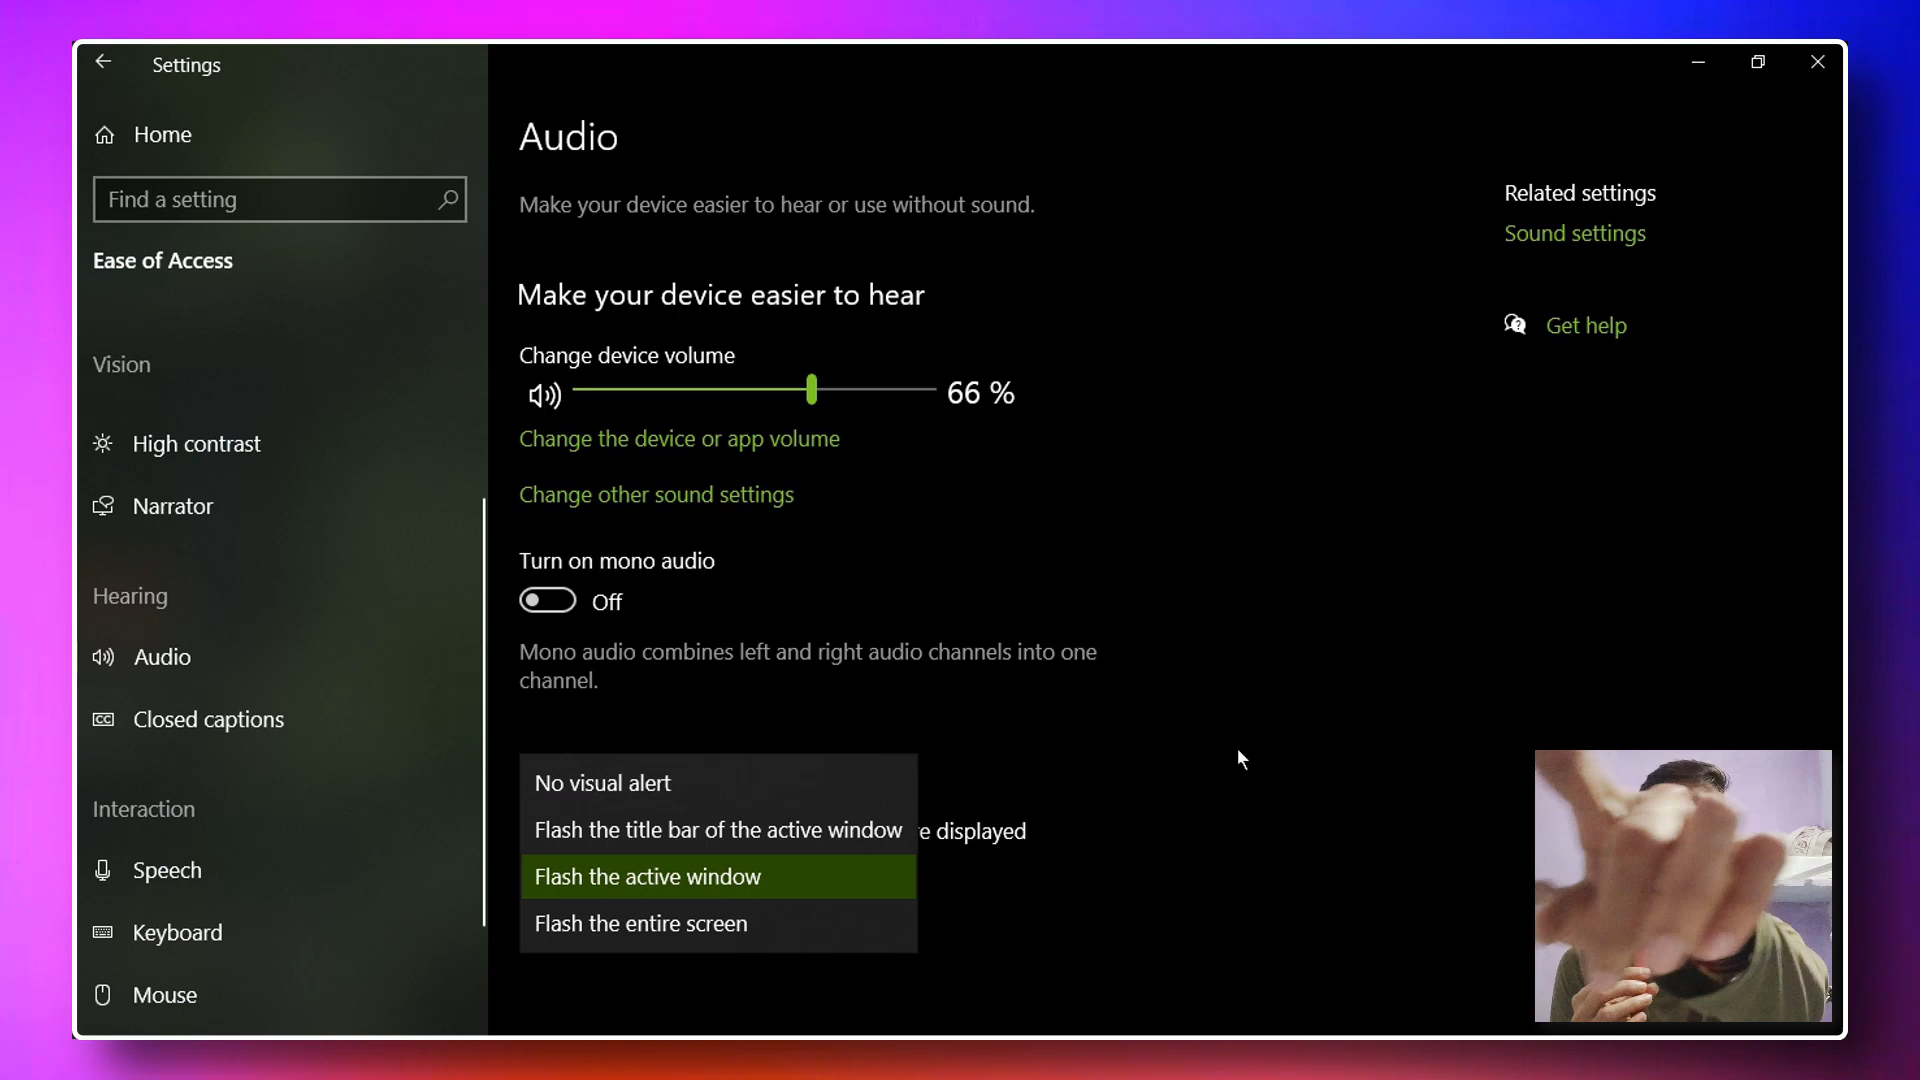 Settings
Home
Find a setting
Ease of Access
Vision
High contrast
Narrator
Hearing
Audio
Closed captions
Interaction
Speech
Keyboard
Mouse
Audio
Make your device easier to hear or use without sound.
Make your device easier to hear
Change device volume
66 %
Change the device or app volume
Change other sound settings
Turn on mono audio
Off
Mono audio combines left and right audio channels into one
channel.
No visual alert
Flash the title bar of the active window
e displayed
Flash the active window
Flash the entire screen
Related settings
Sound settings
Get help